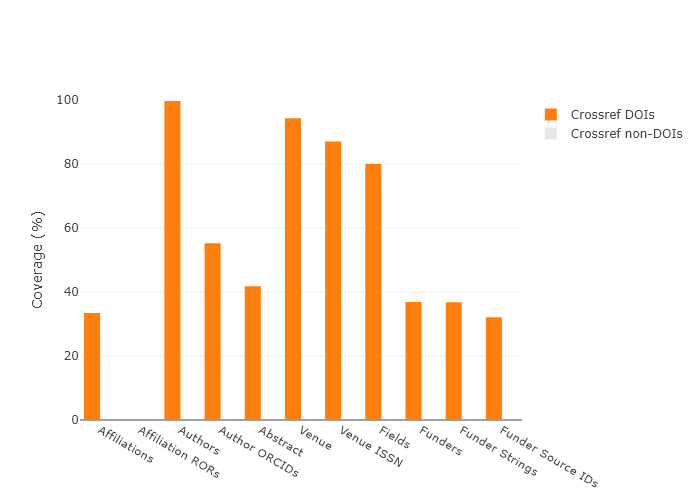 100
80
60
40
20
0
Coverage (%)
Affiliations
Affiliation RORs
Authors
Author ORCIDs
Abstract
Venue
Venue ISSN
Fields
Funders
Funder Strings
Funder Source IDs
Crossref DOIs
Crossref non-DOIs